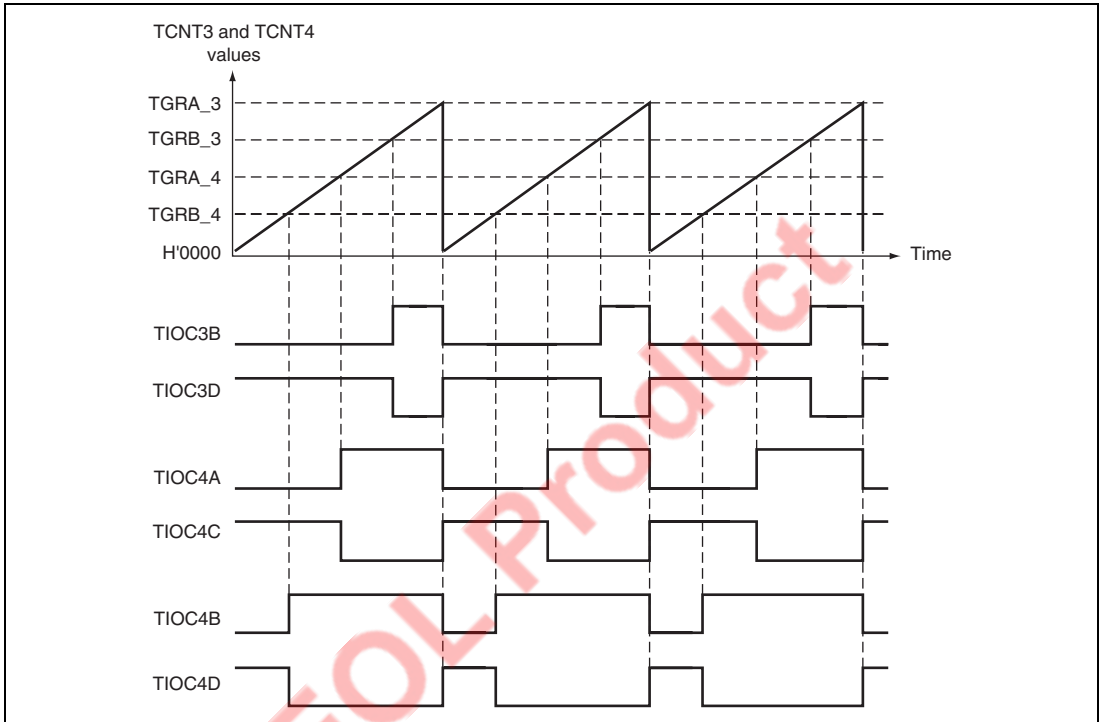 TCNT3 and TCNT4
values
TGRA_3
TGRB_3
TGRA_4
TGRB_4
H'0000
Time
TIOC3B
TIOC3D
TIOC4A
TIOC4C
TIOC4B
TIOC4D
EOL Product